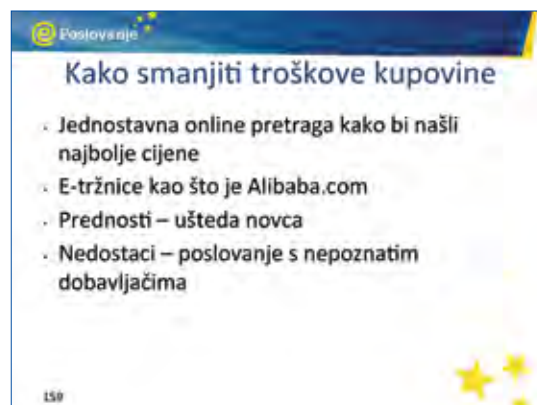 e Poslovanje
Kako smanjiti troškove kupovine
· Jednostavna online pretraga kako bi našli
najbolje cijene
· E-tržnice kao što je Alibaba.com
· Prednosti – ušteda novca
· Nedostaci – poslovanje s nepoznatim
dobavljačima
159